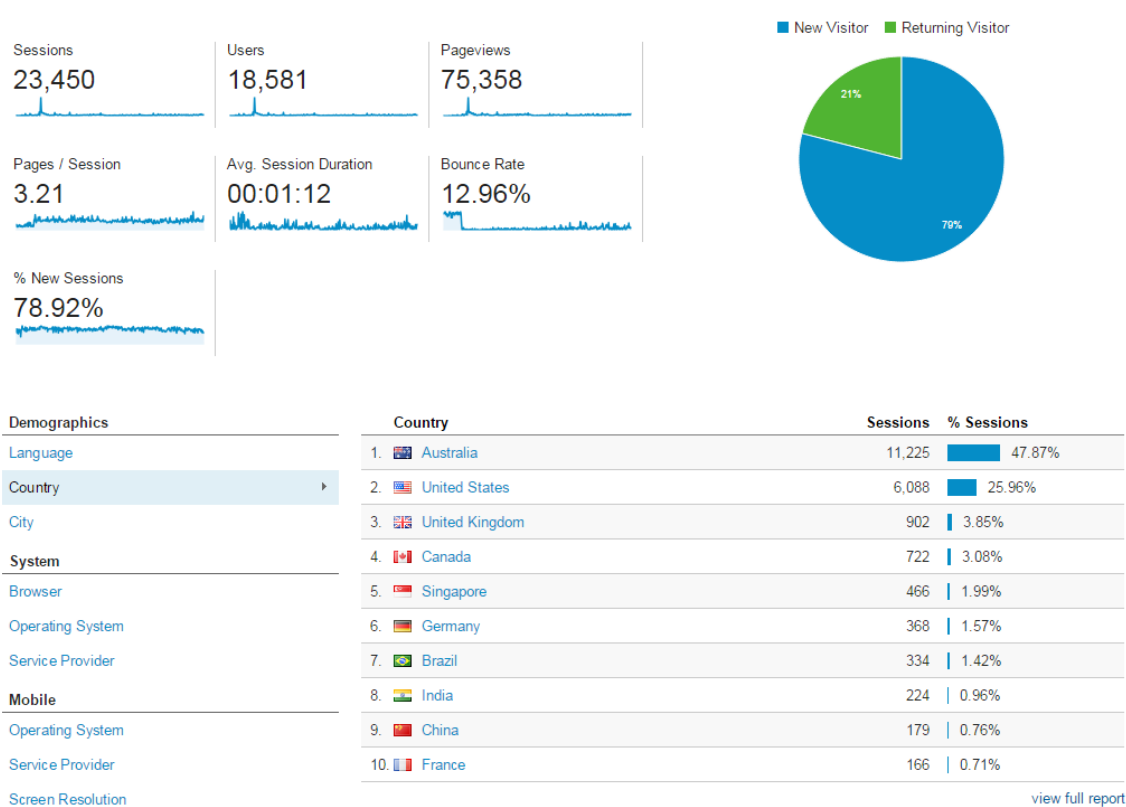 New Visitor Returning Visitor
Sessions Users Pageviews
23,450 18,581 75,358
21%
Pages / Session Avg. Session Duration Bounce Rate
3.21 00:01:12 12.96%
79%
% New Sessions
78.92%
Demographics
Language
Country
City
System
Browser
Operating System
Service Provider
Mobile
Operating System
Service Provider
Screen Resolution
Country Sessions % Sessions
1. Australia 11,225 47.87%
2. United States 6,088 25.96%
3. United Kingdom 902 3.85%
4. Canada 722 3.08%
5. Singapore 466 1.99%
6. Germany 368 1.57%
7. Brazil 334 1.42%
8. India 224 0.96%
9. China 179 0.76%
10. France 166 0.71%
view full report